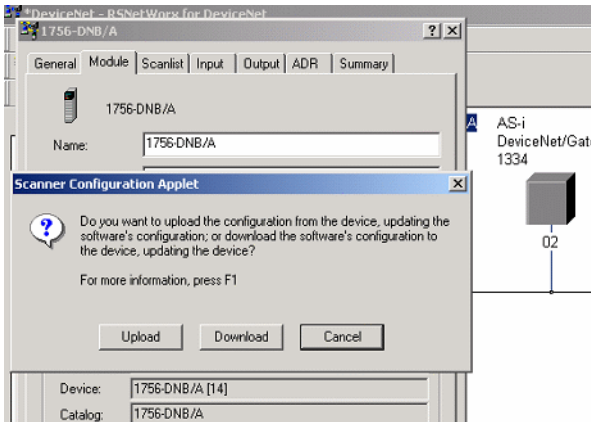 *DeviceNet - RSNetWorx for DeviceNet
1756-DNB/A
General Module Scanlist Input Output ADR Summary
1756-DNB/A
Name: 1756-DNB/A
A AS-i
DeviceNet/Gat
1334
02
Scanner Configuration Applet
Do you want to upload the configuration from the device, updating the
software's configuration; or download the software's configuration to
the device, updating the device?
For more information, press F1
Upload Download Cancel
Device: 1756-DNB/A [14]
Catalog: 1756-DNB/A